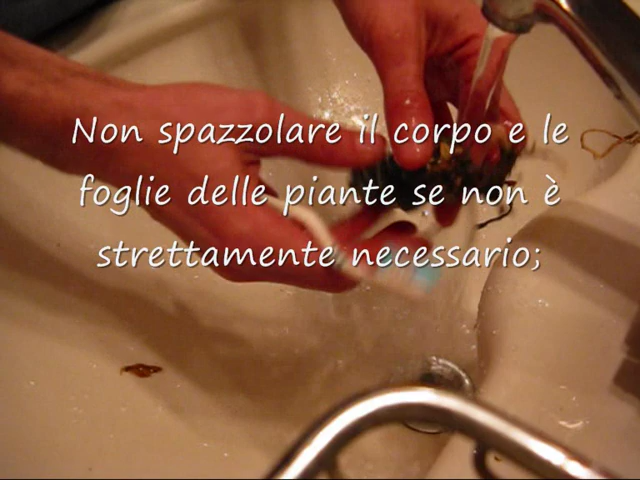 Non spazzolare il corpo e le
foglie delle piante se non è
strettamente necessario;